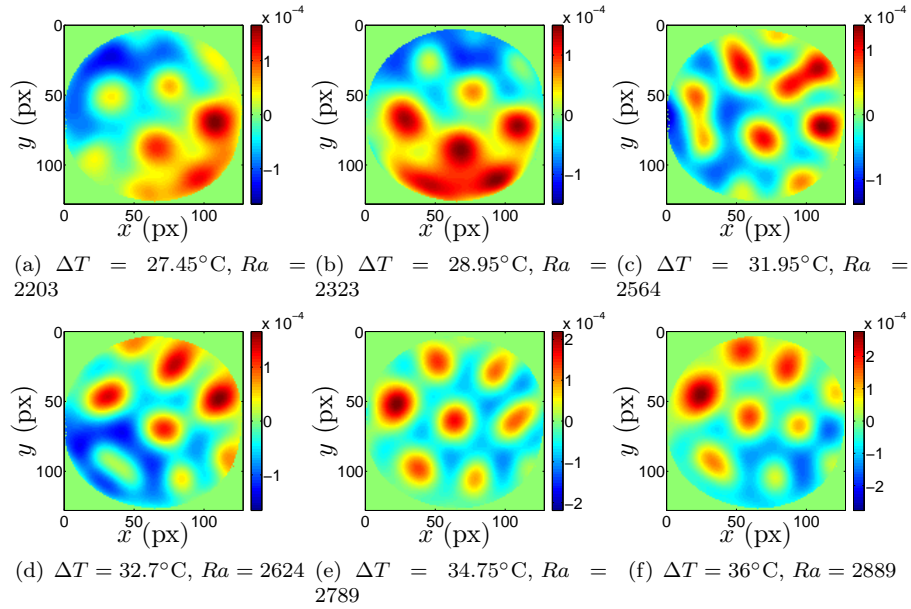 x 10⁻⁴ x 10⁻⁴ x 10⁻⁴
0 50 100
y (px)
0 50 100
x (px)
1 0 −1
0 50 100
y (px)
0 50 100
x (px)
1 0 −1
0 50 100
y (px)
0 50 100
x (px)
1 0 −1
(a) ΔT = 27.45°C, Ra = 2203
(b) ΔT = 28.95°C, Ra = 2323
(c) ΔT = 31.95°C, Ra = 2564
x 10⁻⁴ x 10⁻⁴ x 10⁻⁴
0 50 100
y (px)
0 50 100
x (px)
1 0 −1
0 50 100
y (px)
0 50 100
x (px)
2 1 0 −1 −2
0 50 100
y (px)
0 50 100
x (px)
2 1 0 −1 −2
(d) ΔT = 32.7°C, Ra = 2624
(e) ΔT = 34.75°C, Ra = 2789
(f) ΔT = 36°C, Ra = 2889